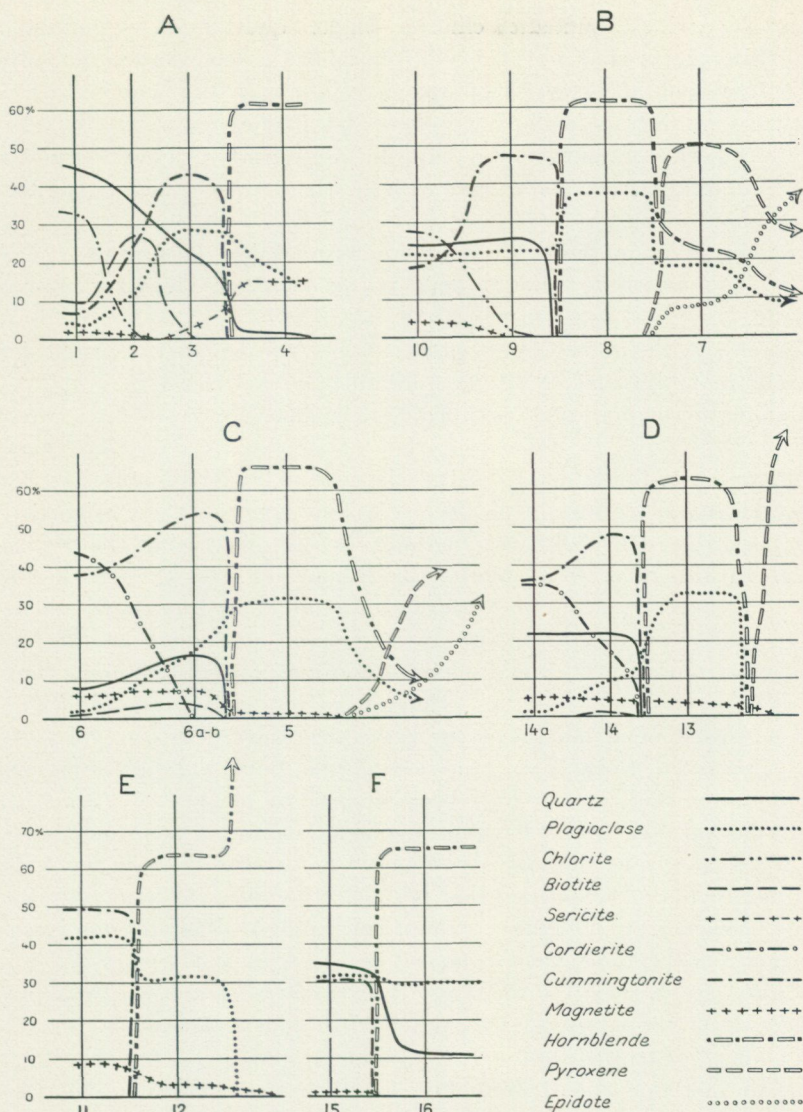 A B
60%
50
40
30
20
10
0
1 2 3 4 10 9 8 7
C D
60%
50
40
30
20
10
0
6 6a-b 5 14a 14 13
E F
70%
60
50
40
30
20
10
0
11 12 15 16
Quartz
Plagioclase
Chlorite
Biotite
Sericite
Cordierite
Cummingtonite
Magnetite
Hornblende
Pyroxene
Epidote